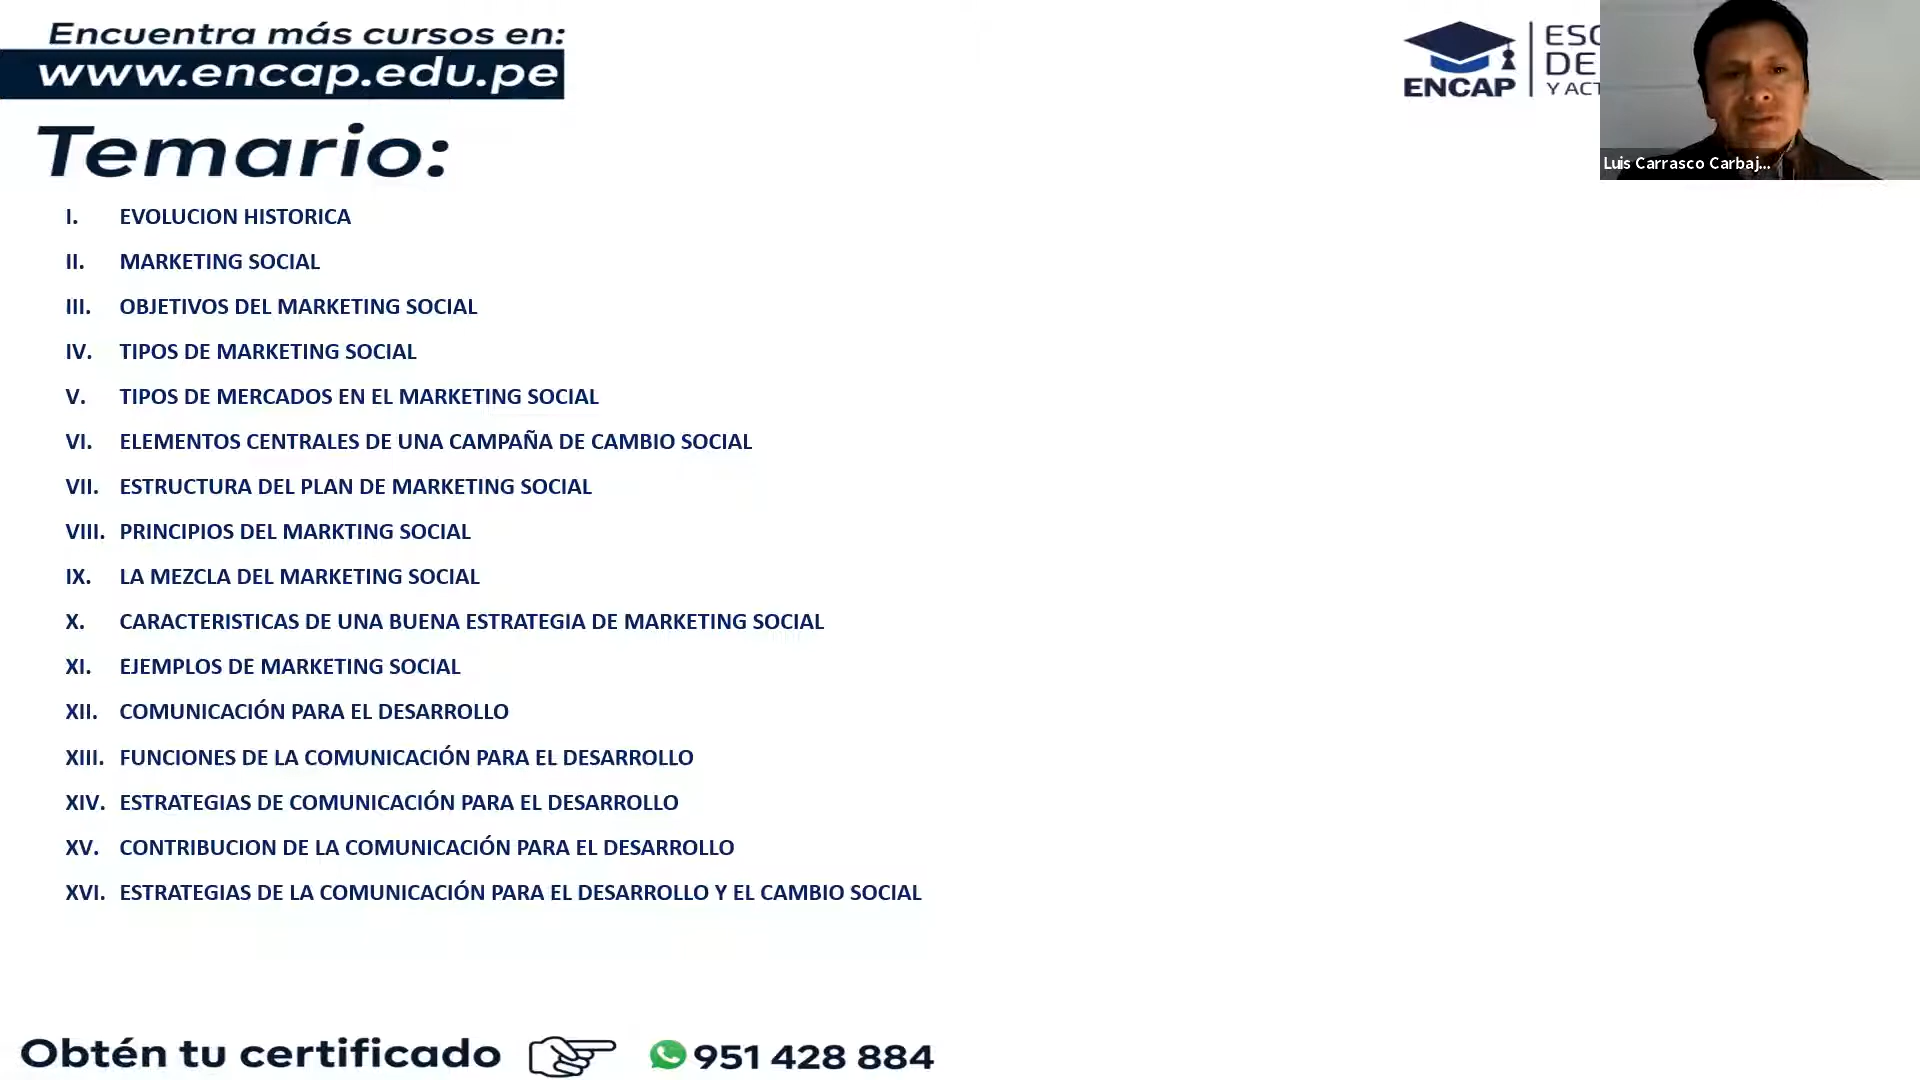 Encuentra más cursos en:
www.encap.edu.pe
ENCAP
ESC
DE
Y ACT
Luis Carrasco Carbaj...
Temario:
I. EVOLUCION HISTORICA
II. MARKETING SOCIAL
III. OBJETIVOS DEL MARKETING SOCIAL
IV. TIPOS DE MARKETING SOCIAL
V. TIPOS DE MERCADOS EN EL MARKETING SOCIAL
VI. ELEMENTOS CENTRALES DE UNA CAMPAÑA DE CAMBIO SOCIAL
VII. ESTRUCTURA DEL PLAN DE MARKETING SOCIAL
VIII. PRINCIPIOS DEL MARKTING SOCIAL
IX. LA MEZCLA DEL MARKETING SOCIAL
X. CARACTERISTICAS DE UNA BUENA ESTRATEGIA DE MARKETING SOCIAL
XI. EJEMPLOS DE MARKETING SOCIAL
XII. COMUNICACIÓN PARA EL DESARROLLO
XIII. FUNCIONES DE LA COMUNICACIÓN PARA EL DESARROLLO
XIV. ESTRATEGIAS DE COMUNICACIÓN PARA EL DESARROLLO
XV. CONTRIBUCION DE LA COMUNICACIÓN PARA EL DESARROLLO
XVI. ESTRATEGIAS DE LA COMUNICACIÓN PARA EL DESARROLLO Y EL CAMBIO SOCIAL
Obtén tu certificado 951 428 884